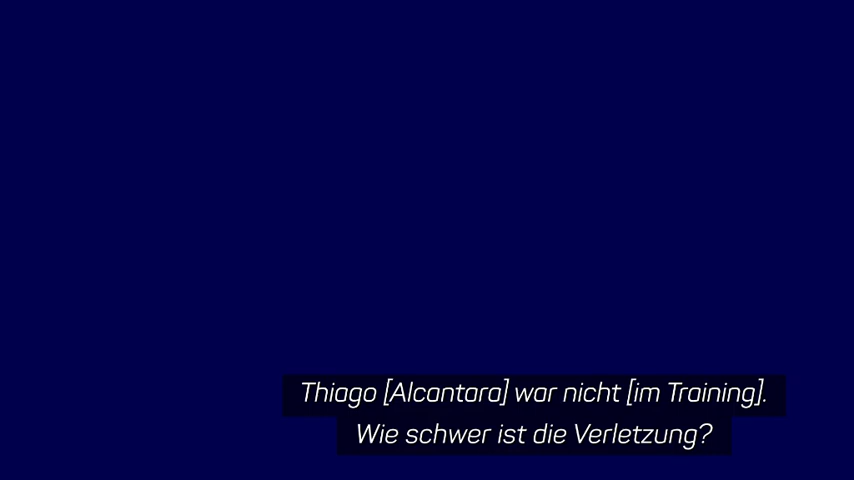 Thiago [Alcantara] war nicht [im Training].
Wie schwer ist die Verletzung?